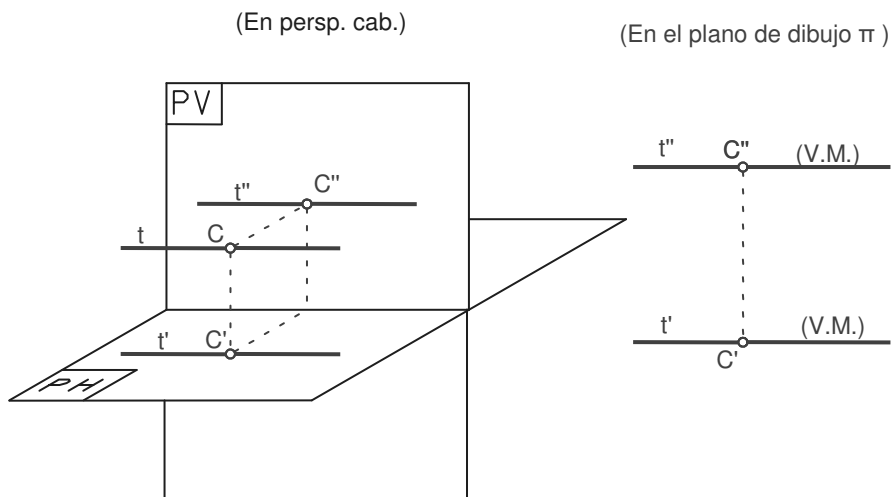 (En persp. cab.)
(En el plano de dibujo π )
PV
t'' C''
t C
t' C'
PH
t'' C'' (V.M.)
t' (V.M.)
C'